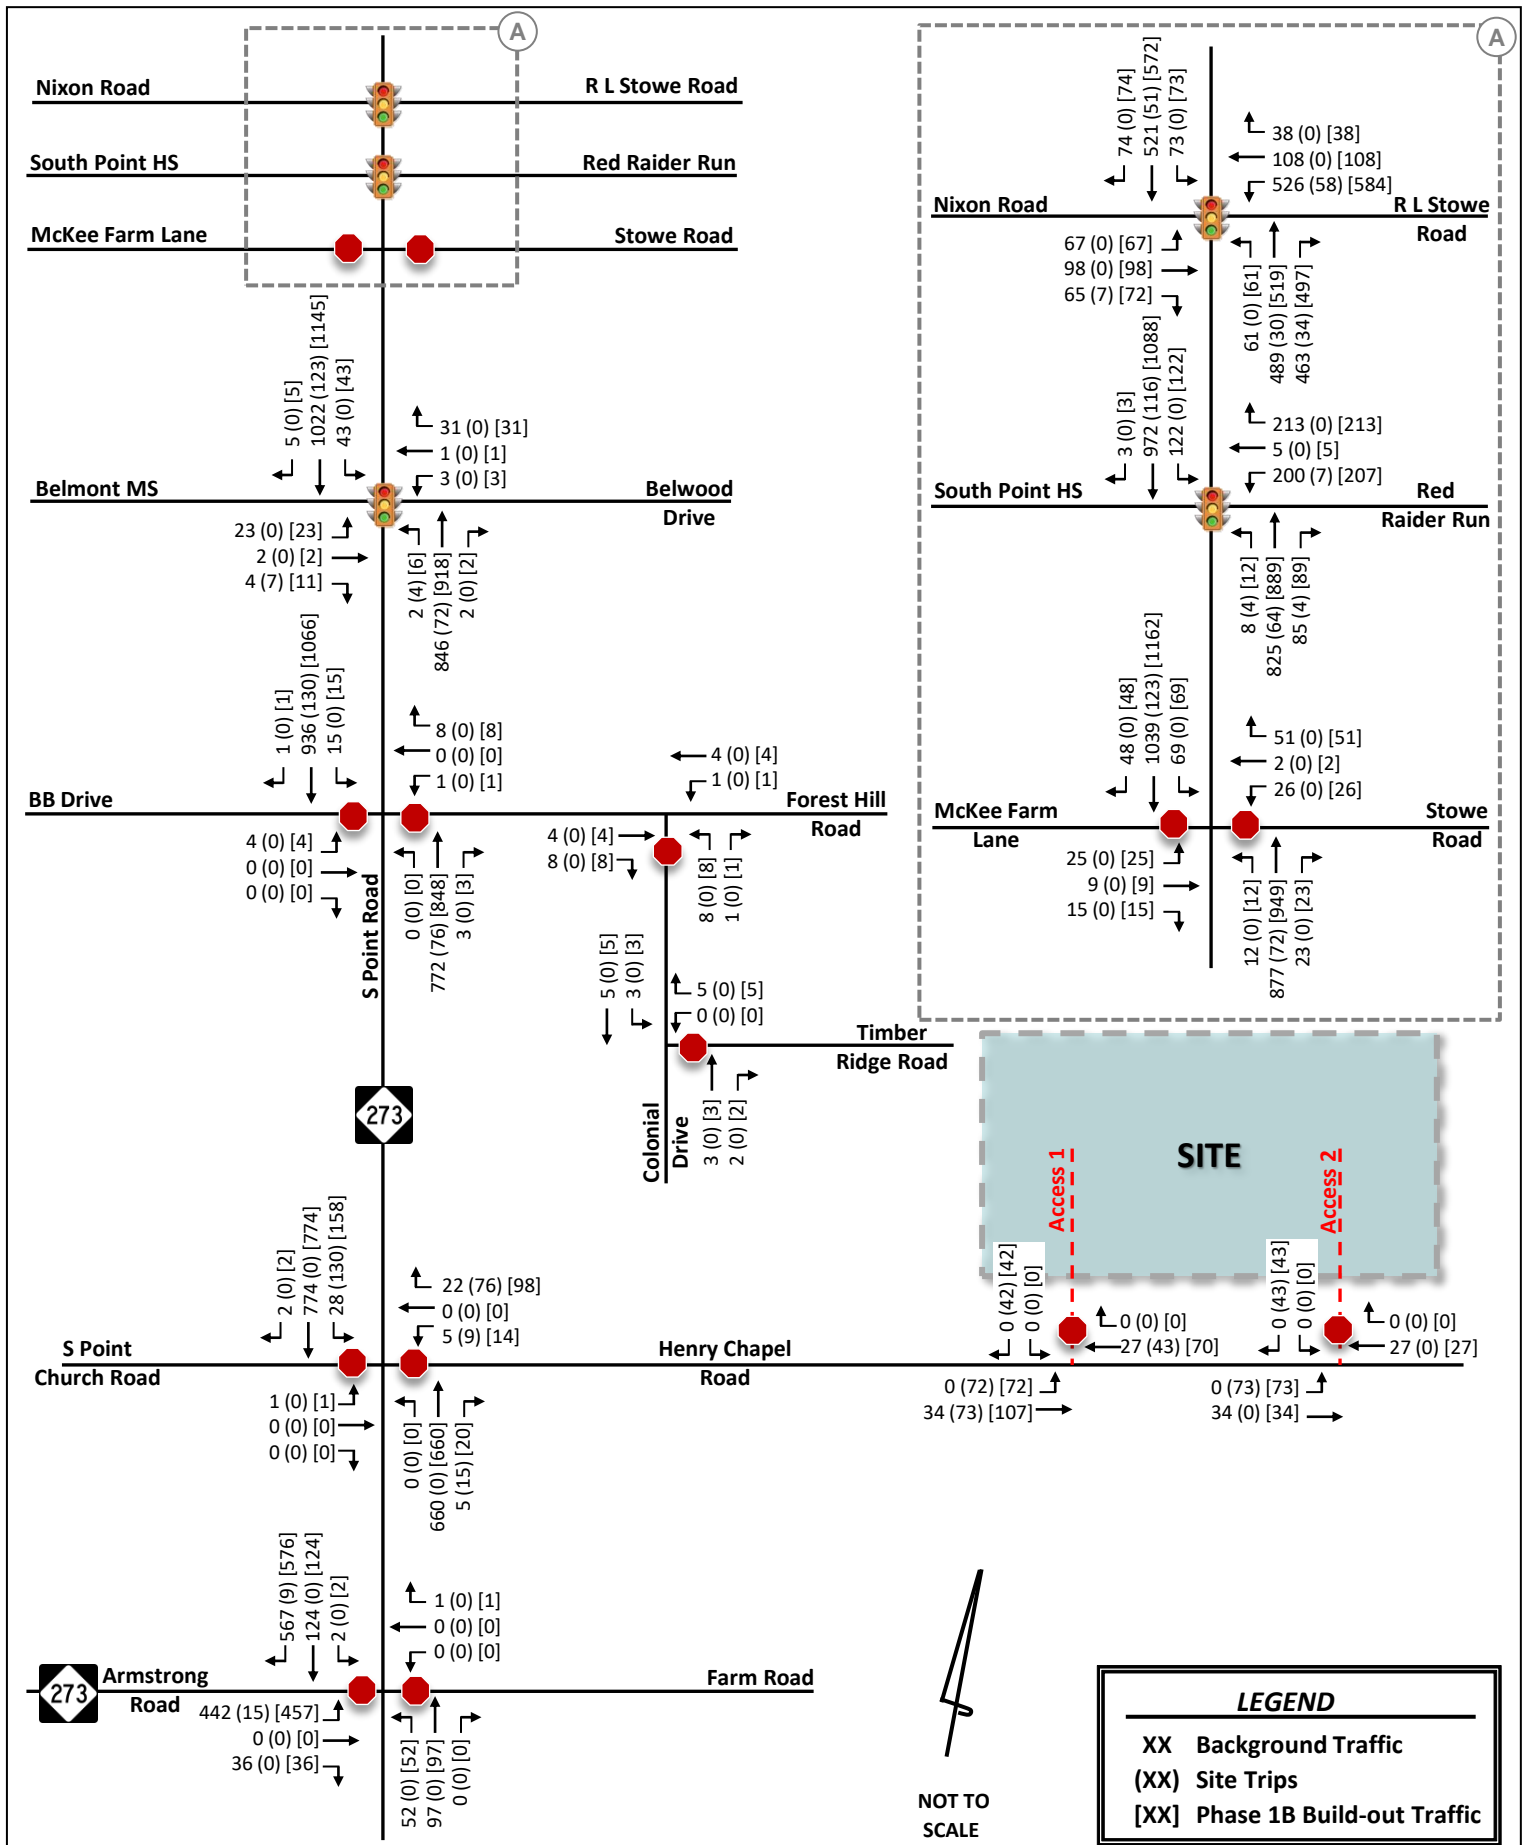 A
Nixon Road
R L Stowe Road
South Point HS
Red Raider Run
McKee Farm Lane
Stowe Road
5 (0) [5]
1022 (123) [1145]
43 (0) [43]
31 (0) [31]
1 (0) [1]
3 (0) [3]
Belmont MS
Belwood
Drive
23 (0) [23]
2 (0) [2]
4 (7) [11]
2 (4) [6]
846 (72) [918]
2 (0) [2]
1 (0) [1]
936 (130) [1066]
15 (0) [15]
8 (0) [8]
0 (0) [0]
1 (0) [1]
BB Drive
4 (0) [4]
0 (0) [0]
0 (0) [0]
0 (0) [0]
772 (76) [848]
3 (0) [3]
4 (0) [4]
1 (0) [1]
Forest Hill
Road
4 (0) [4]
8 (0) [8]
8 (0) [8]
1 (0) [1]
S Point Road
5 (0) [5]
3 (0) [3]
5 (0) [5]
0 (0) [0]
Timber
Ridge Road
Colonial
Drive
3 (0) [3]
2 (0) [2]
273
2 (0) [2]
774 (0) [774]
28 (130) [158]
22 (76) [98]
0 (0) [0]
5 (9) [14]
S Point
Church Road
Henry Chapel
Road
1 (0) [1]
0 (0) [0]
0 (0) [0]
0 (0) [0]
660 (0) [660]
5 (15) [20]
567 (9) [576]
124 (0) [124]
2 (0) [2]
1 (0) [1]
0 (0) [0]
0 (0) [0]
273
Armstrong
Road
Farm Road
442 (15) [457]
0 (0) [0]
36 (0) [36]
52 (0) [52]
97 (0) [97]
0 (0) [0]
A
74 (0) [74]
521 (51) [572]
73 (0) [73]
38 (0) [38]
108 (0) [108]
526 (58) [584]
Nixon Road
R L Stowe
Road
67 (0) [67]
98 (0) [98]
65 (7) [72]
61 (0) [61]
489 (30) [519]
463 (34) [497]
3 (0) [3]
972 (116) [1088]
122 (0) [122]
213 (0) [213]
5 (0) [5]
200 (7) [207]
South Point HS
Red
Raider Run
8 (4) [12]
825 (64) [889]
85 (4) [89]
48 (0) [48]
1039 (123) [1162]
69 (0) [69]
51 (0) [51]
2 (0) [2]
26 (0) [26]
McKee Farm
Lane
Stowe
Road
25 (0) [25]
9 (0) [9]
15 (0) [15]
12 (0) [12]
877 (72) [949]
23 (0) [23]
SITE
Access 1
Access 2
0 (42) [42]
0 (0) [0]
0 (0) [0]
27 (43) [70]
0 (72) [72]
34 (73) [107]
0 (43) [43]
0 (0) [0]
0 (0) [0]
27 (0) [27]
0 (73) [73]
34 (0) [34]
NOT TO
SCALE
LEGEND
XX Background Traffic
(XX) Site Trips
[XX] Phase 1B Build-out Traffic